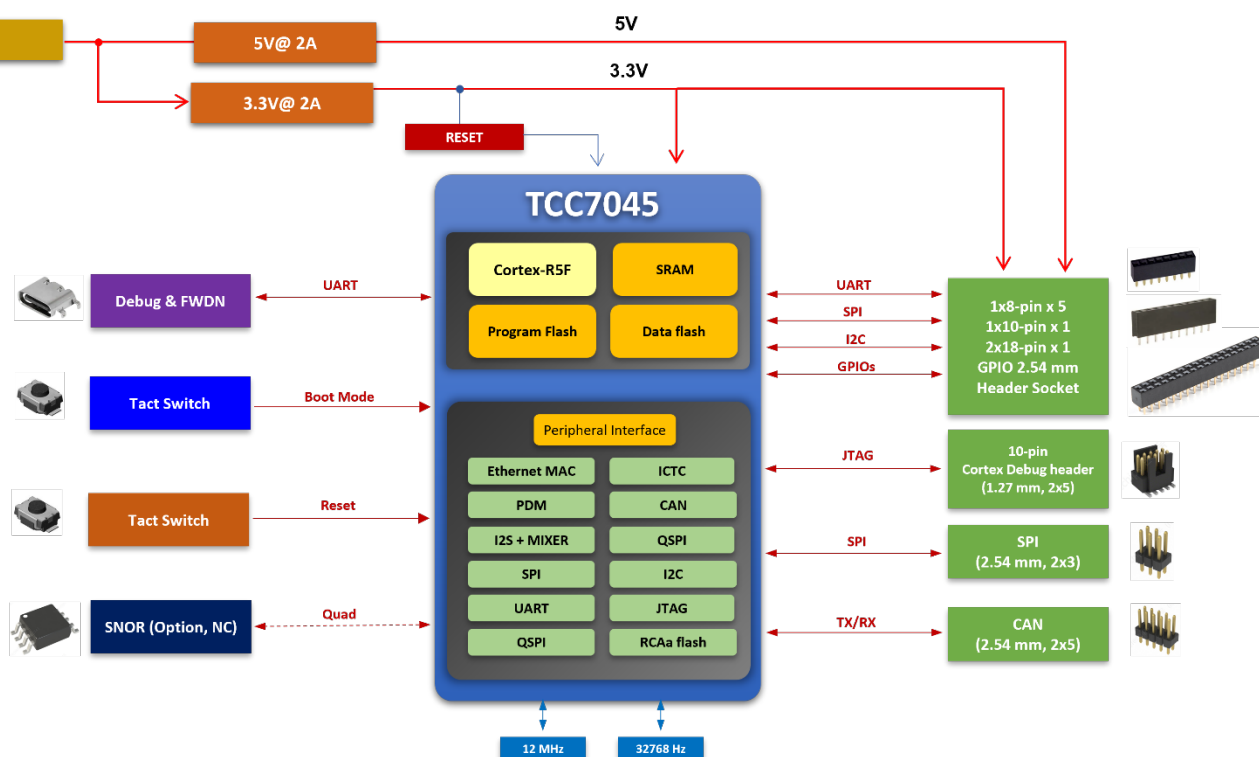 5V
5V@ 2A
3.3V
3.3V@ 2A
RESET
TCC7045
Cortex-R5F
SRAM
Program Flash
Data flash
Debug & FWDN
UART
Tact Switch
Boot Mode
Tact Switch
Reset
SNOR (Option, NC)
Quad
Peripheral Interface
Ethernet MAC
ICTC
PDM
CAN
I2S + MIXER
QSPI
SPI
I2C
UART
JTAG
QSPI
RCAa flash
UART
SPI
I2C
GPIOs
1x8-pin x 5
1x10-pin x 1
2x18-pin x 1
GPIO 2.54 mm
Header Socket
JTAG
10-pin
Cortex Debug header
(1.27 mm, 2x5)
SPI
SPI
(2.54 mm, 2x3)
TX/RX
CAN
(2.54 mm, 2x5)
12 MHz
32768 Hz